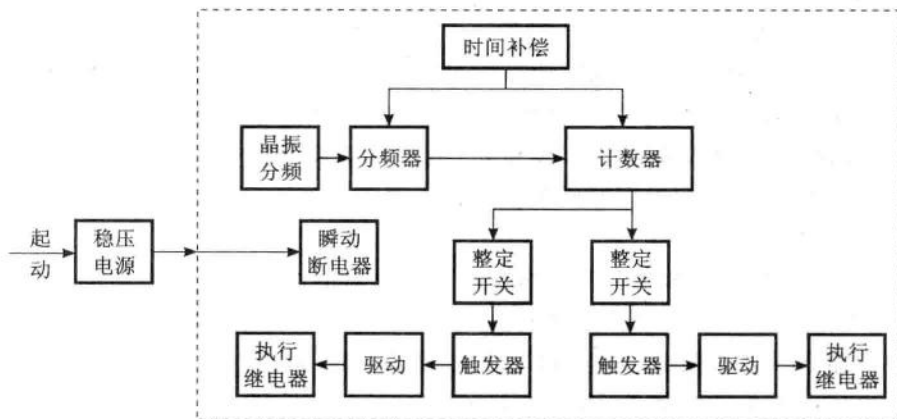 时间补偿
晶振
分频
分频器
计数器
起
动
稳压
电源
瞬动
断电器
整定
开关
整定
开关
执行
继电器
驱动
触发器
触发器
驱动
执行
继电器